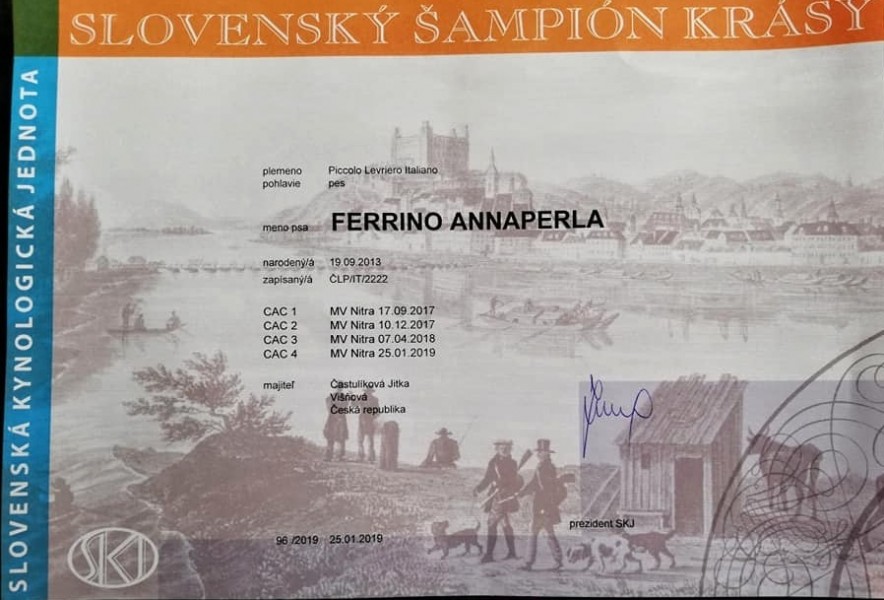 SLOVENSKÝ ŠAMPIÓN KRÁSY
SLOVENSKÁ KYNOLOGICKÁ JEDNOTA
plemeno Piccolo Levriero Italiano
pohlavie pes
meno psa FERRINO ANNAPERLA
narodený/á 19.09.2013
zapísaný/á ČLP/IT/2222
CAC 1 MV Nitra 17.09.2017
CAC 2 MV Nitra 10.12.2017
CAC 3 MV Nitra 07.04.2018
CAC 4 MV Nitra 25.01.2019
majiteľ Častulíková Jitka
Višňová
Česká republika
prezident SKJ
96 /2019 25.01.2019
SKJ